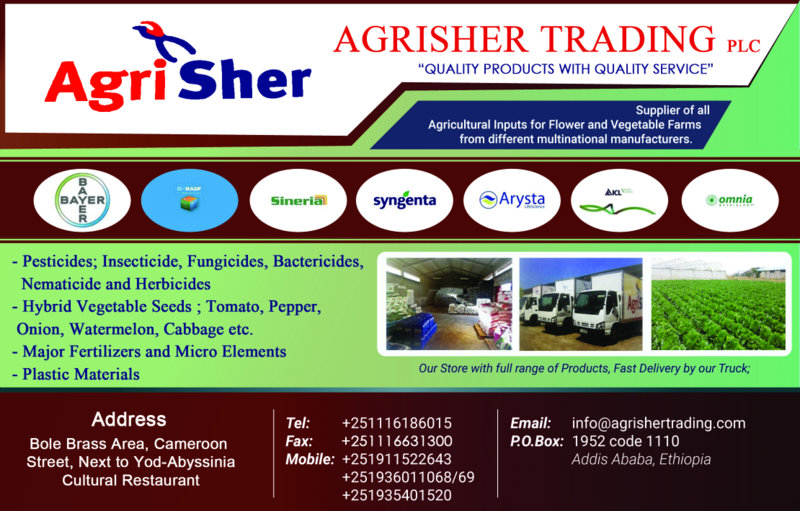 Agri Sher
AGRISHER TRADING PLC
"QUALITY PRODUCTS WITH QUALITY SERVICE"
Supplier of all
Agricultural Inputs for Flower and Vegetable Farms
from different multinational manufacturers.
BAYER
BAYER
BASF
Sineria
syngenta
Arysta
LifeScience
AKL
omnia
- Pesticides; Insecticide, Fungicides, Bactericides,
Nematicide and Herbicides
- Hybrid Vegetable Seeds ; Tomato, Pepper,
Onion, Watermelon, Cabbage etc.
- Major Fertilizers and Micro Elements
- Plastic Materials
Our Store with full range of Products, Fast Delivery by our Truck;
Address
Bole Brass Area, Cameroon
Street, Next to Yod-Abyssinia
Cultural Restaurant
Tel: +251116186015
Fax: +251116631300
Mobile: +251911522643
+251936011068/69
+251935401520
Email: info@agrishertrading.com
P.O.Box: 1952 code 1110
Addis Ababa, Ethiopia